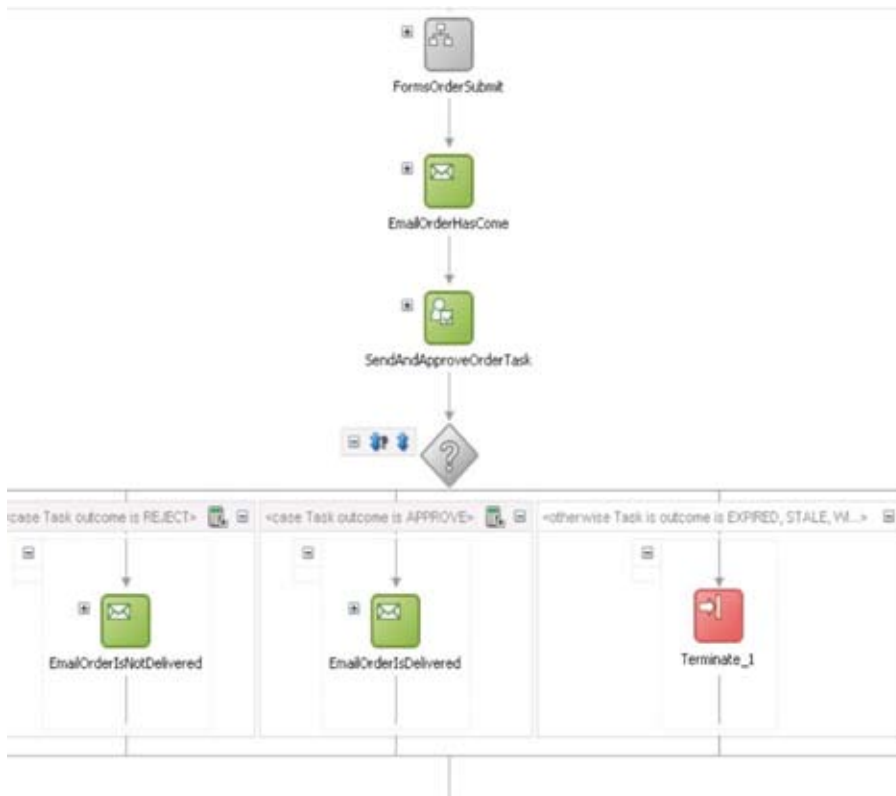 FormsOrderSubmit
EmailOrderHasCome
SendAndApproveOrderTask
?
?
<case Task outcome is REJECT>
<case Task outcome is APPROVE>
<otherwise Task is outcome is EXPIRED, STALE, WI...>
EmailOrderIsNotDelivered
EmailOrderIsDelivered
Terminate_1